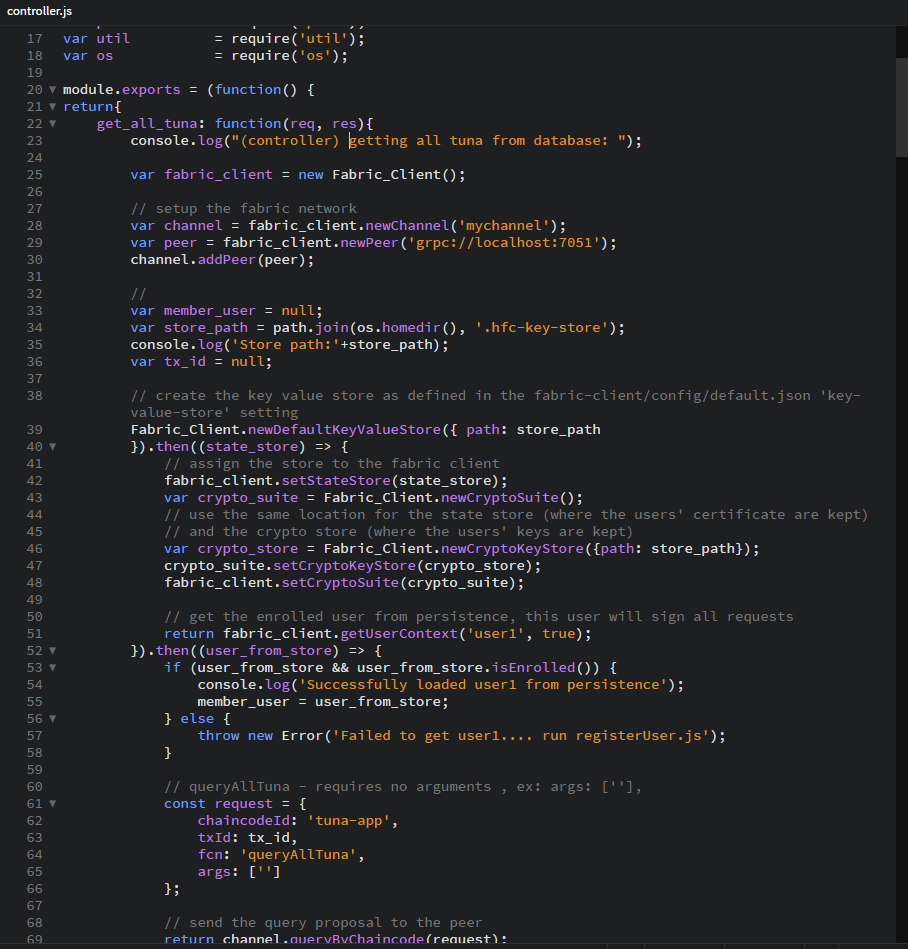 controller.js
17 var util = require('util');
18 var os = require('os');
19
20 module.exports = (function() {
21 return{
22 get_all_tuna: function(req, res){
23 console.log("(controller) getting all tuna from database: ");
24
25 var fabric_client = new Fabric_Client();
26
27 // setup the fabric network
28 var channel = fabric_client.newChannel('mychannel');
29 var peer = fabric_client.newPeer('grpc://localhost:7051');
30 channel.addPeer(peer);
31
32 //
33 var member_user = null;
34 var store_path = path.join(os.homedir(), '.hfc-key-store');
35 console.log('Store path:'+store_path);
36 var tx_id = null;
37
38 // create the key value store as defined in the fabric-client/config/default.json 'key-
value-store' setting
39 Fabric_Client.newDefaultKeyValueStore({ path: store_path
40 }).then((state_store) => {
41 // assign the store to the fabric client
42 fabric_client.setStateStore(state_store);
43 var crypto_suite = Fabric_Client.newCryptoSuite();
44 // use the same location for the state store (where the users' certificate are kept)
45 // and the crypto store (where the users' keys are kept)
46 var crypto_store = Fabric_Client.newCryptoKeyStore({path: store_path});
47 crypto_suite.setCryptoKeyStore(crypto_store);
48 fabric_client.setCryptoSuite(crypto_suite);
49
50 // get the enrolled user from persistence, this user will sign all requests
51 return fabric_client.getUserContext('user1', true);
52 }).then((user_from_store) => {
53 if (user_from_store && user_from_store.isEnrolled()) {
54 console.log('Successfully loaded user1 from persistence');
55 member_user = user_from_store;
56 } else {
57 throw new Error('Failed to get user1.... run registerUser.js');
58 }
59
60 // queryAllTuna - requires no arguments , ex: args: [''],
61 const request = {
62 chaincodeId: 'tuna-app',
63 txId: tx_id,
64 fcn: 'queryAllTuna',
65 args: ['']
66 };
67
68 // send the query proposal to the peer
69 return channel.queryByChaincode(request);